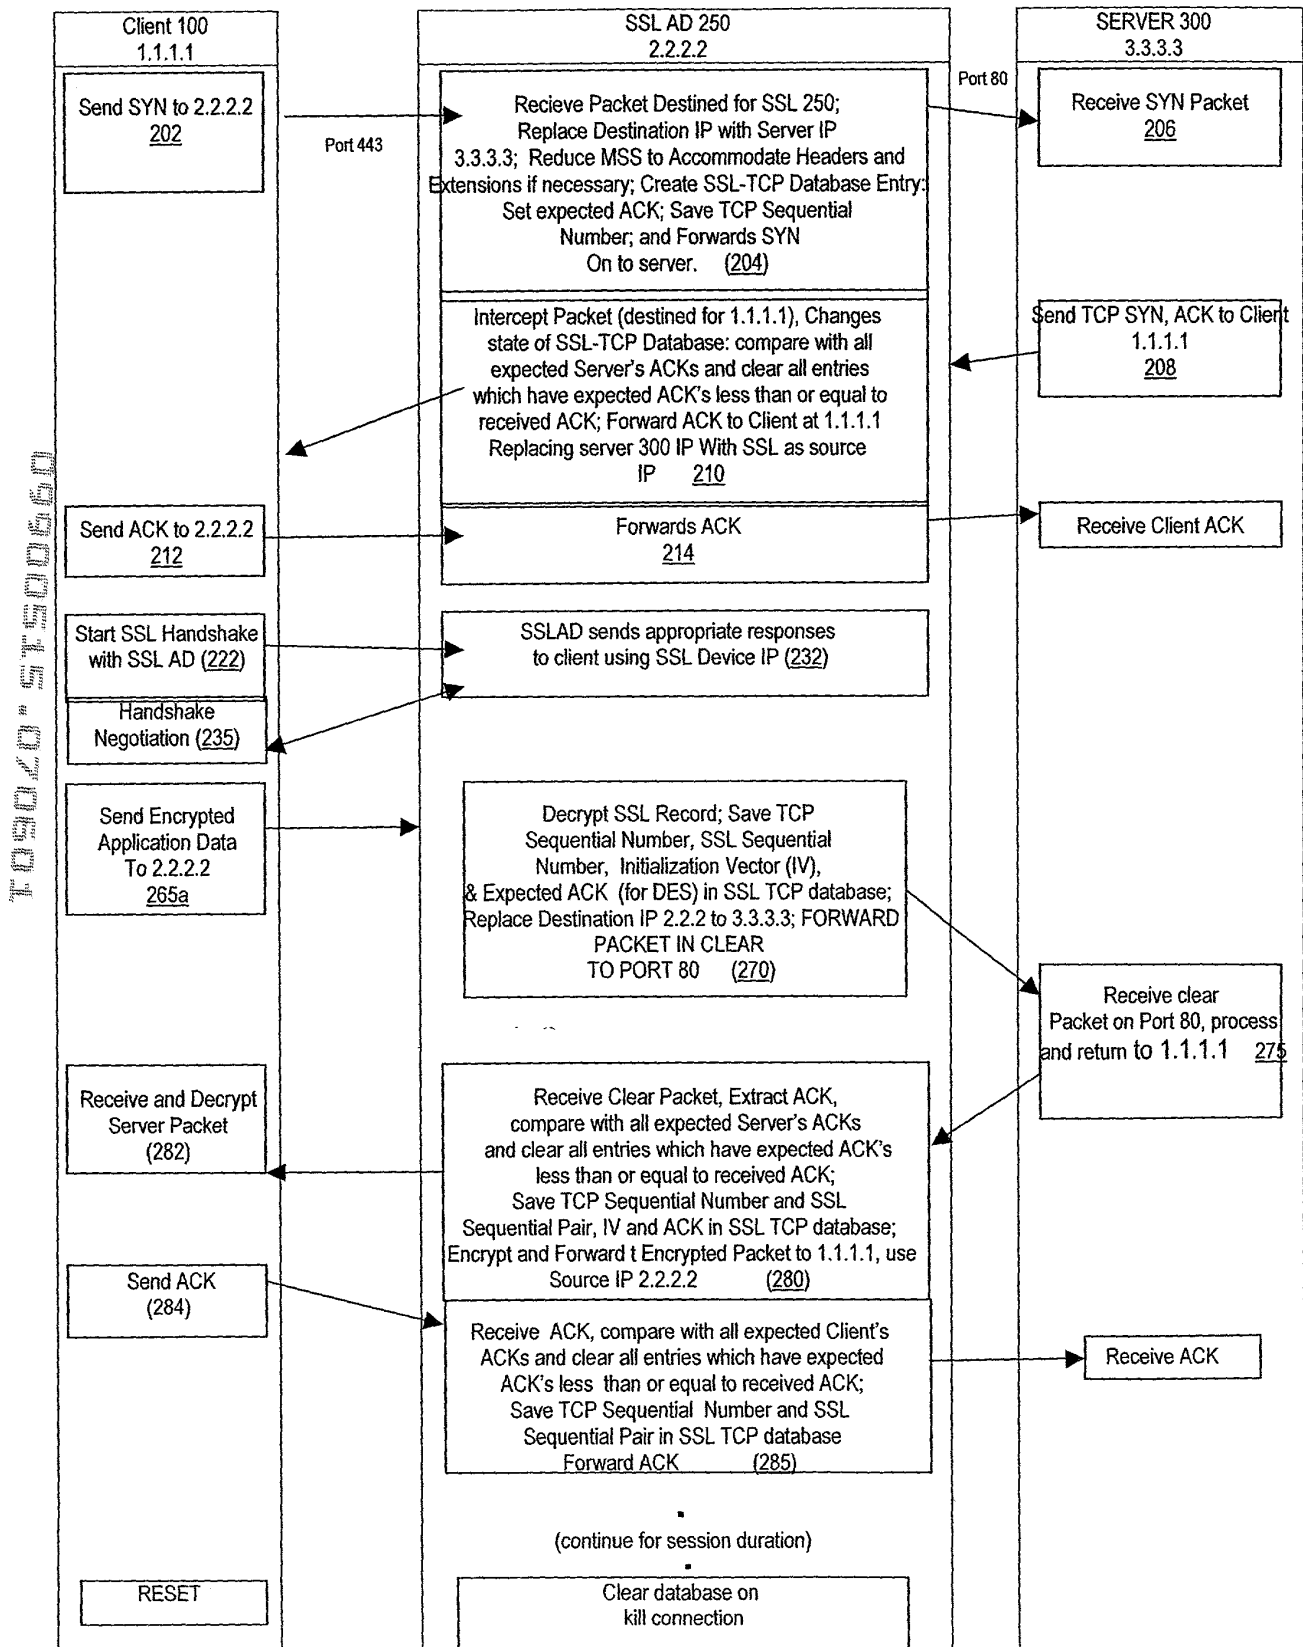 Client 100
1.1.1.1
SSL AD 250
2.2.2.2
SERVER 300
3.3.3.3
Send SYN to 2.2.2.2
202
Port 443
Recieve Packet Destined for SSL 250;
Replace Destination IP with Server IP
3.3.3.3; Reduce MSS to Accommodate Headers and
Extensions if necessary; Create SSL-TCP Database Entry:
Set expected ACK; Save TCP Sequential
Number; and Forwards SYN
On to server. (204)
Port 80
Receive SYN Packet
206
Send TCP SYN, ACK to Client
1.1.1.1
208
Intercept Packet (destined for 1.1.1.1), Changes
state of SSL-TCP Database: compare with all
expected Server's ACKs and clear all entries
which have expected ACK's less than or equal to
received ACK; Forward ACK to Client at 1.1.1.1
Replacing server 300 IP With SSL as source
IP 210
Send ACK to 2.2.2.2
212
Forwards ACK
214
Receive Client ACK
Start SSL Handshake
with SSL AD (222)
SSLAD sends appropriate responses
to client using SSL Device IP (232)
Handshake
Negotiation (235)
Send Encrypted
Application Data
To 2.2.2.2
265a
Decrypt SSL Record; Save TCP
Sequential Number, SSL Sequential
Number, Initialization Vector (IV),
& Expected ACK (for DES) in SSL TCP database;
Replace Destination IP 2.2.2 to 3.3.3.3; FORWARD
PACKET IN CLEAR
TO PORT 80 (270)
Receive clear
Packet on Port 80, process
and return to 1.1.1.1 275
Receive and Decrypt
Server Packet
(282)
Receive Clear Packet, Extract ACK,
compare with all expected Server's ACKs
and clear all entries which have expected ACK's
less than or equal to received ACK;
Save TCP Sequential Number and SSL
Sequential Pair, IV and ACK in SSL TCP database;
Encrypt and Forward t Encrypted Packet to 1.1.1.1, use
Source IP 2.2.2.2 (280)
Send ACK
(284)
Receive ACK, compare with all expected Client's
ACKs and clear all entries which have expected
ACK's less than or equal to received ACK;
Save TCP Sequential Number and SSL
Sequential Pair in SSL TCP database
Forward ACK (285)
Receive ACK
(continue for session duration)
RESET
Clear database on
kill connection